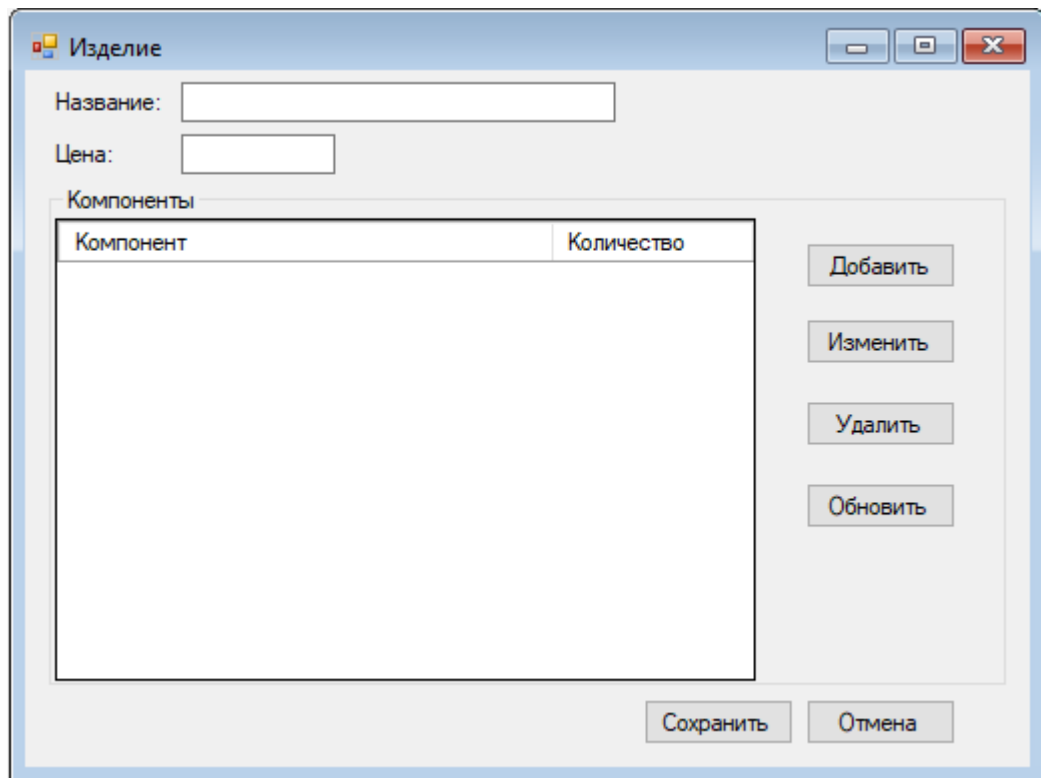 Изделие
Название:
Цена:
Компоненты
Компонент Количество
Добавить
Изменить
Удалить
Обновить
Сохранить Отмена